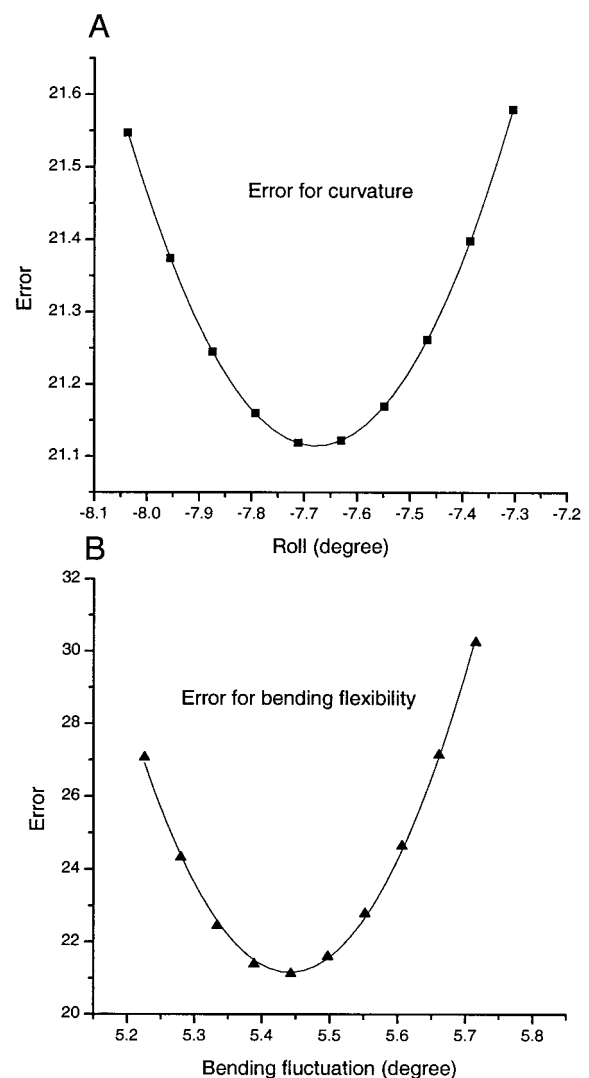 A
21.6
21.5
21.4
21.3
21.2
21.1
Error
Error for curvature
-8.1 -8.0 -7.9 -7.8 -7.7 -7.6 -7.5 -7.4 -7.3 -7.2
Roll (degree)
B
32
30
28
26
24
22
20
Error
Error for bending flexibility
5.2 5.3 5.4 5.5 5.6 5.7 5.8
Bending fluctuation (degree)